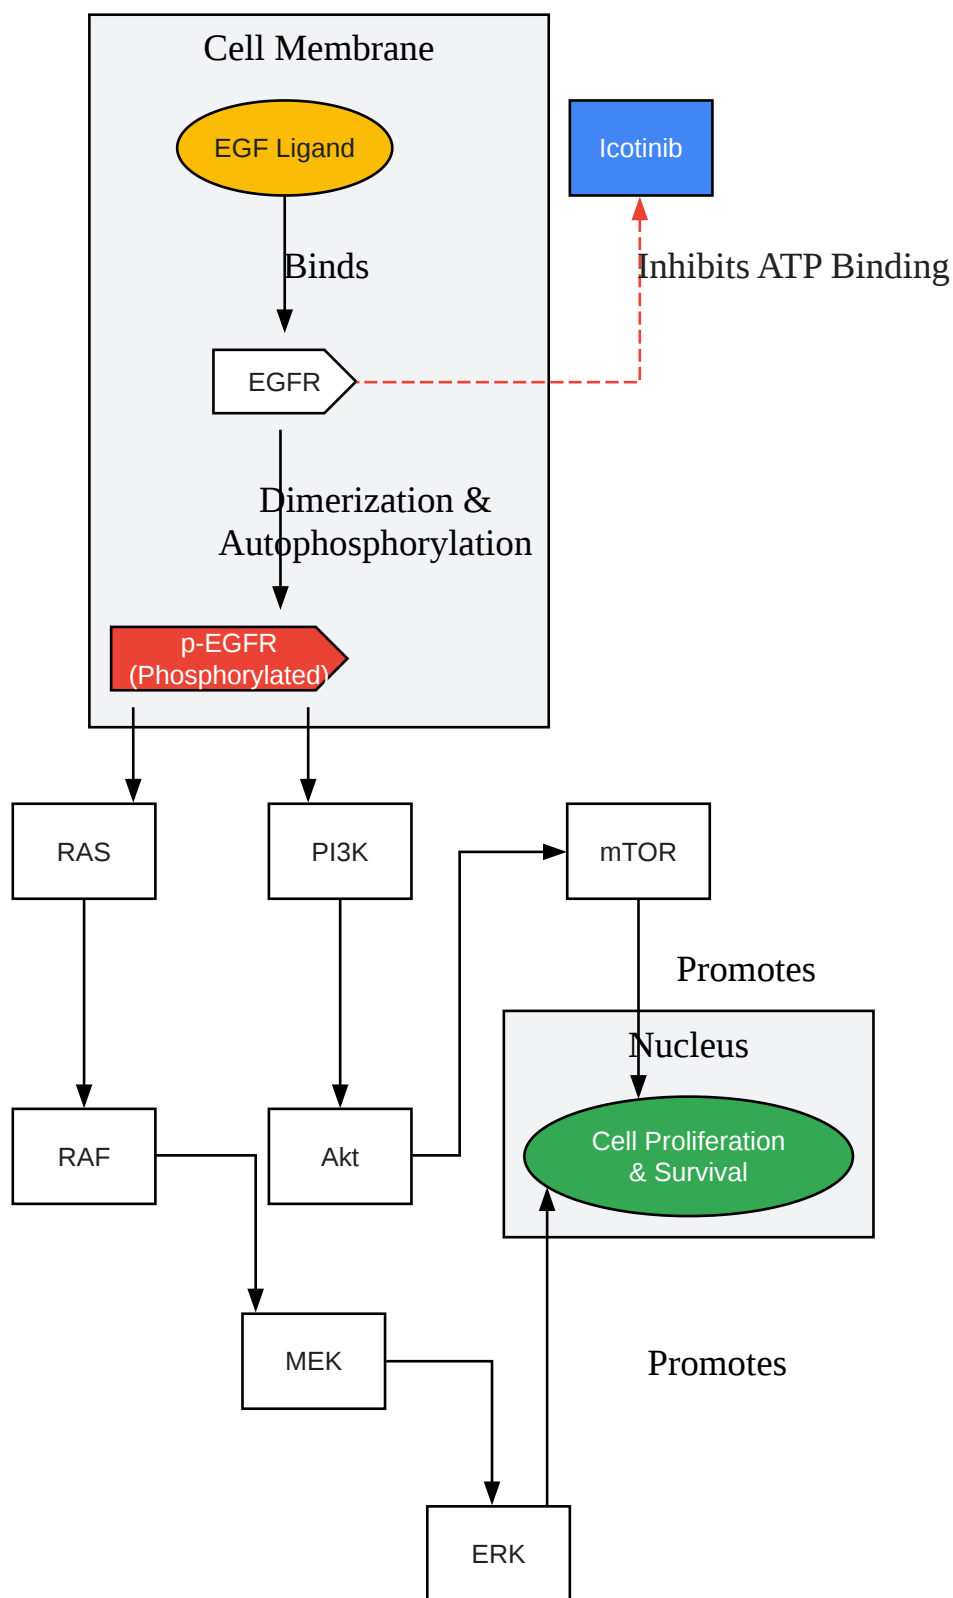 Cell Membrane
EGF Ligand
Icotinib
Binds
Inhibits ATP Binding
EGFR
Dimerization &
Autophosphorylation
p-EGFR
(Phosphorylated)
RAS
PI3K
mTOR
Promotes
Nucleus
RAF
Akt
Cell Proliferation
& Survival
MEK
Promotes
ERK